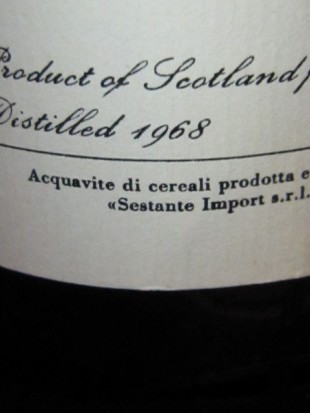 Product of Scotland
Distilled 1968
Acquavite di cereali prodotta e
«Sestante Import s.r.l.